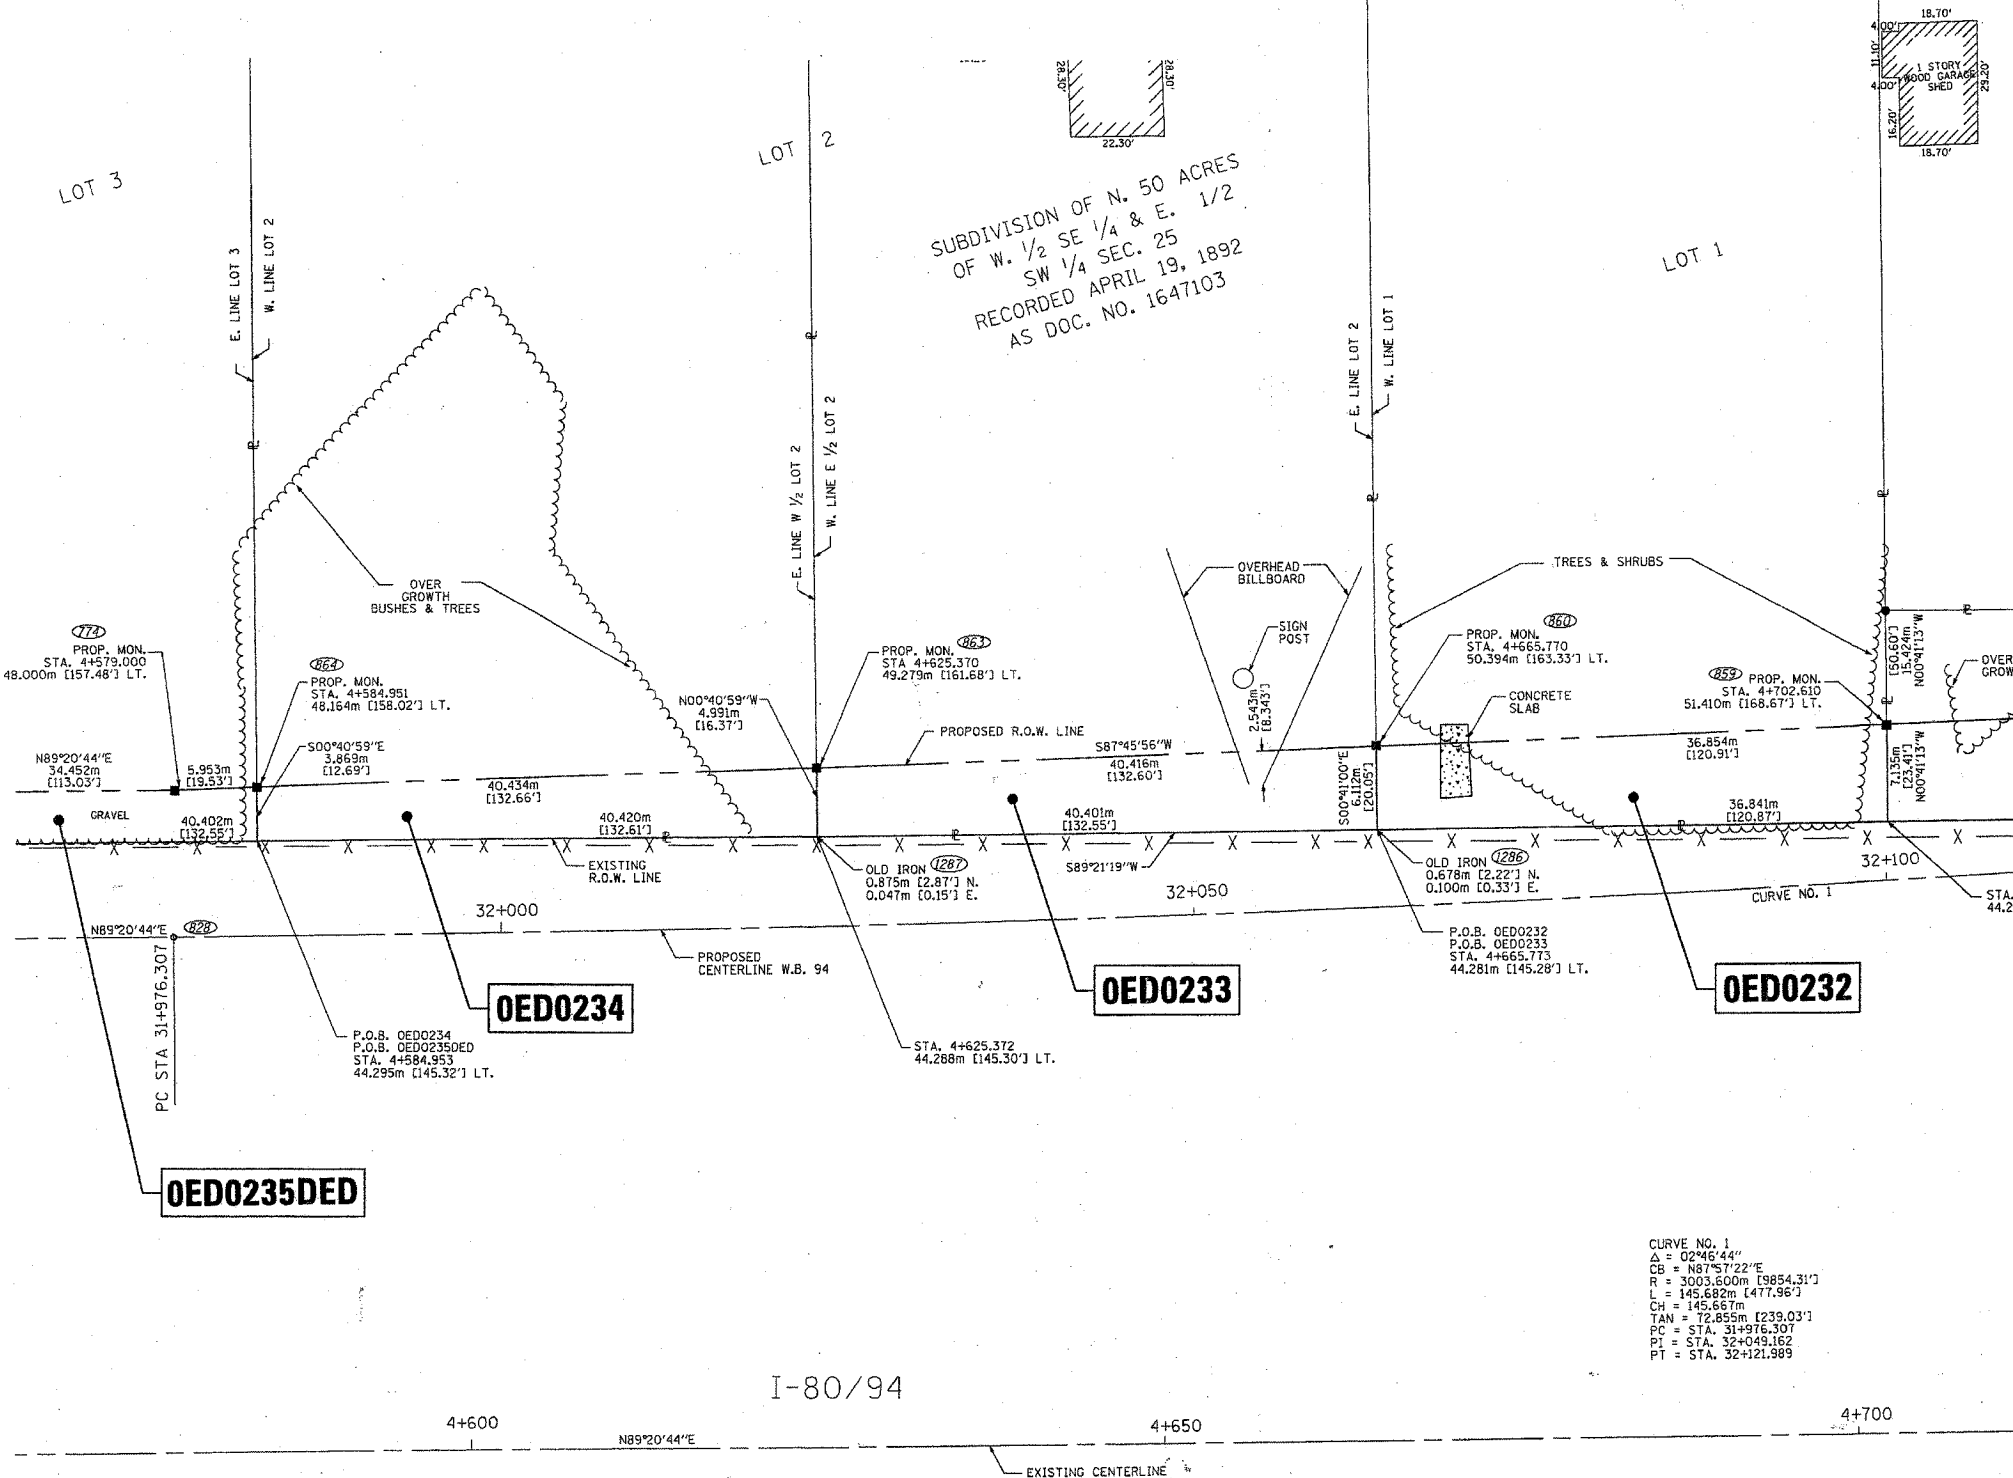 18.70'
4.00'
11.10'
1 STORY
WOOD GARAGE
SHED
4.00'
29.20'
16.20'
18.70'
28.30'
28.30'
22.30'
LOT 3
LOT 2
LOT 1
SUBDIVISION OF N. 50 ACRES
OF W. 1/2 SE 1/4 & E. 1/2
SW 1/4 SEC. 25
RECORDED APRIL 19, 1892
AS DOC. NO. 1647103
E. LINE LOT 3
W. LINE LOT 2
E. LINE W 1/2 LOT 2
W. LINE E 1/2 LOT 2
E. LINE LOT 2
W. LINE LOT 1
OVER
GROWTH
BUSHES & TREES
OVERHEAD
BILLBOARD
TREES & SHRUBS
SIGN
POST
774
PROP. MON.
STA. 4+579.000
48.000m [157.48'] LT.
864
PROP. MON.
STA. 4+584.951
48.164m [158.02'] LT.
863
PROP. MON.
STA 4+625.370
49.279m [161.68'] LT.
860
PROP. MON.
STA. 4+665.770
50.394m [163.33'] LT.
859
PROP. MON.
STA. 4+702.610
51.410m [168.67'] LT.
[50.60']
15.424m
N00°41'13"W
OVER
GROW
CONCRETE
SLAB
N00°40'59"W
4.991m
[16.37']
2.543m
[8.343']
PROPOSED R.O.W. LINE
S87°45'56"W
40.416m
[132.60']
36.854m
[120.91']
7.135m
[23.41']
N00°41'13"W
N89°20'44"E
34.452m
[113.03']
5.953m
[19.53']
S00°40'59"E
3.869m
[12.69']
40.434m
[132.66']
S00°41'00"E
6.112m
[20.05']
GRAVEL
40.402m
[132.55']
40.420m
[132.61']
40.401m
[132.55']
36.841m
[120.87']
EXISTING
R.O.W. LINE
OLD IRON 1287
0.875m [2.87'] N.
0.047m [0.15'] E.
S89°21'19"W
OLD IRON 1286
0.678m [2.22'] N.
0.100m [0.33'] E.
32+000
32+050
32+100
CURVE NO. 1
STA.
44.2
N89°20'44"E
828
PC STA 31+976.307
PROPOSED
CENTERLINE W.B. 94
P.O.B. 0ED0232
P.O.B. 0ED0233
STA. 4+665.773
44.281m [145.28'] LT.
0ED0234
0ED0233
0ED0232
P.O.B. 0ED0234
P.O.B. 0ED0235DED
STA. 4+584.953
44.295m [145.32'] LT.
STA. 4+625.372
44.288m [145.30'] LT.
0ED0235DED
CURVE NO. 1
Δ = 02°46'44"
CB = N87°57'22"E
R = 3003.600m [9854.31']
L = 145.682m [477.96']
CH = 145.667m
TAN = 72.855m [239.03']
PC = STA. 31+976.307
PI = STA. 32+049.162
PT = STA. 32+121.989
I-80/94
4+600
4+650
4+700
N89°20'44"E
EXISTING CENTERLINE